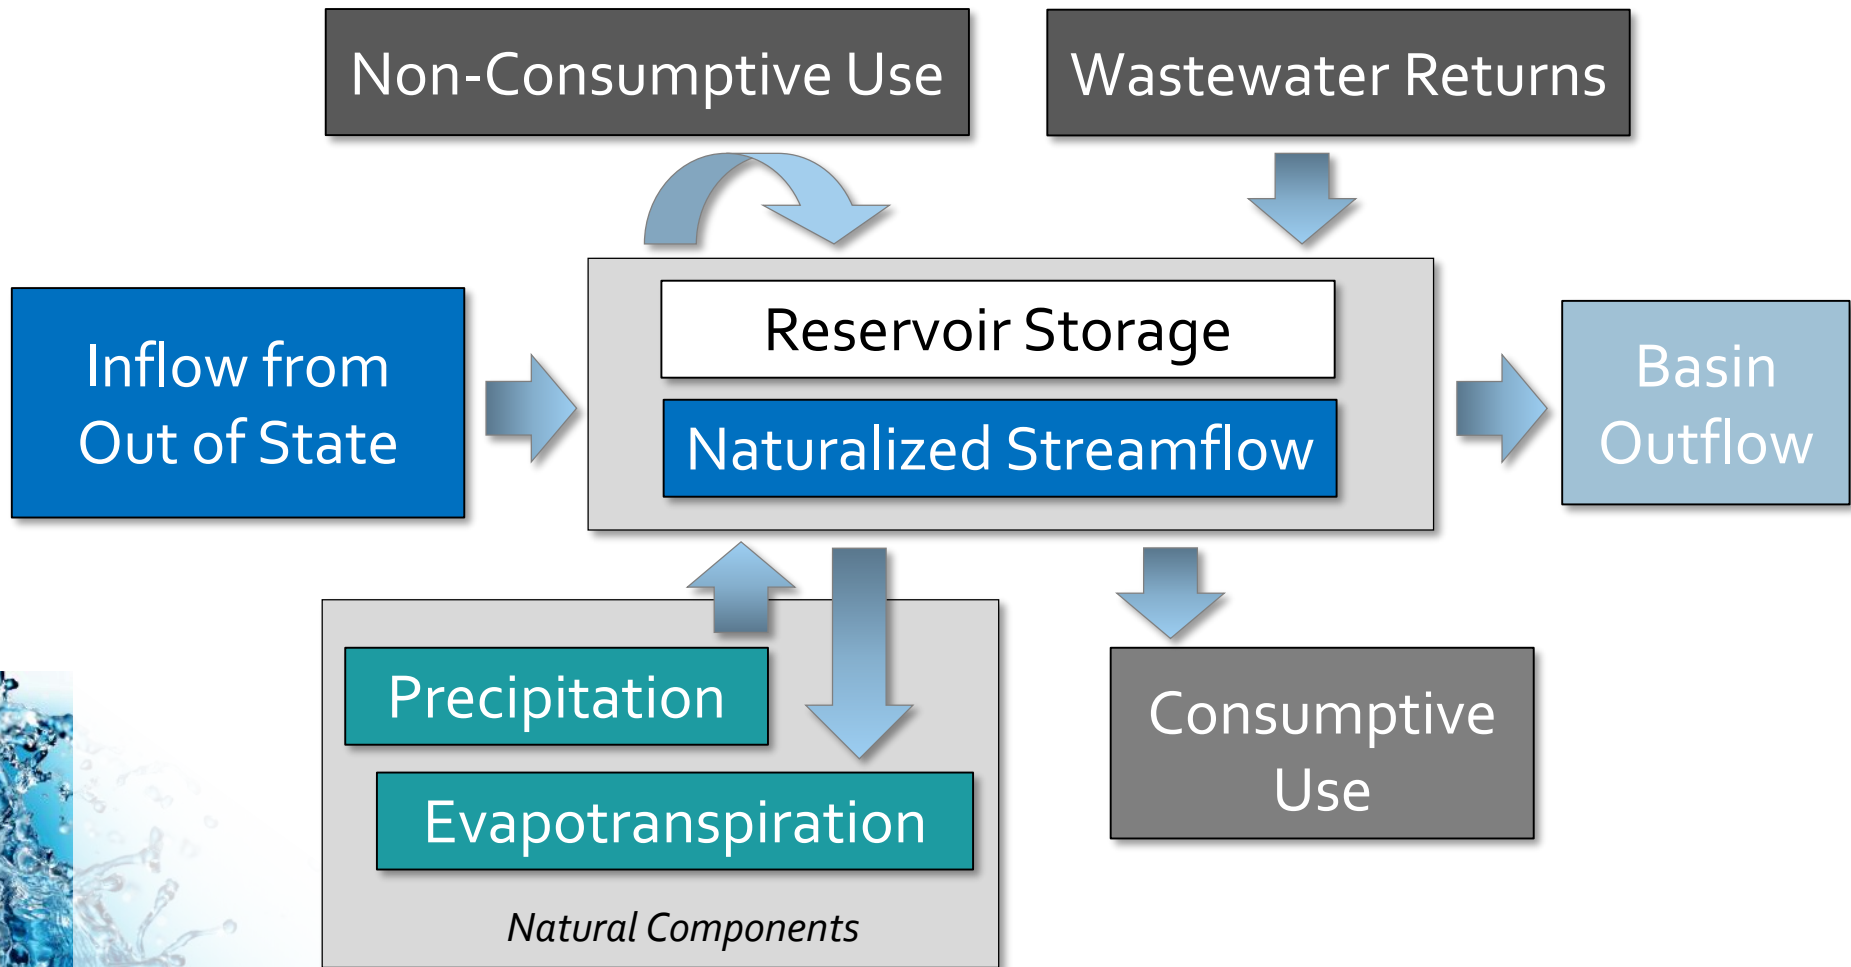 Non-Consumptive Use
Wastewater Returns
Inflow from
Out of State
Reservoir Storage
Naturalized Streamflow
Basin
Outflow
Precipitation
Evapotranspiration
Natural Components
Consumptive
Use